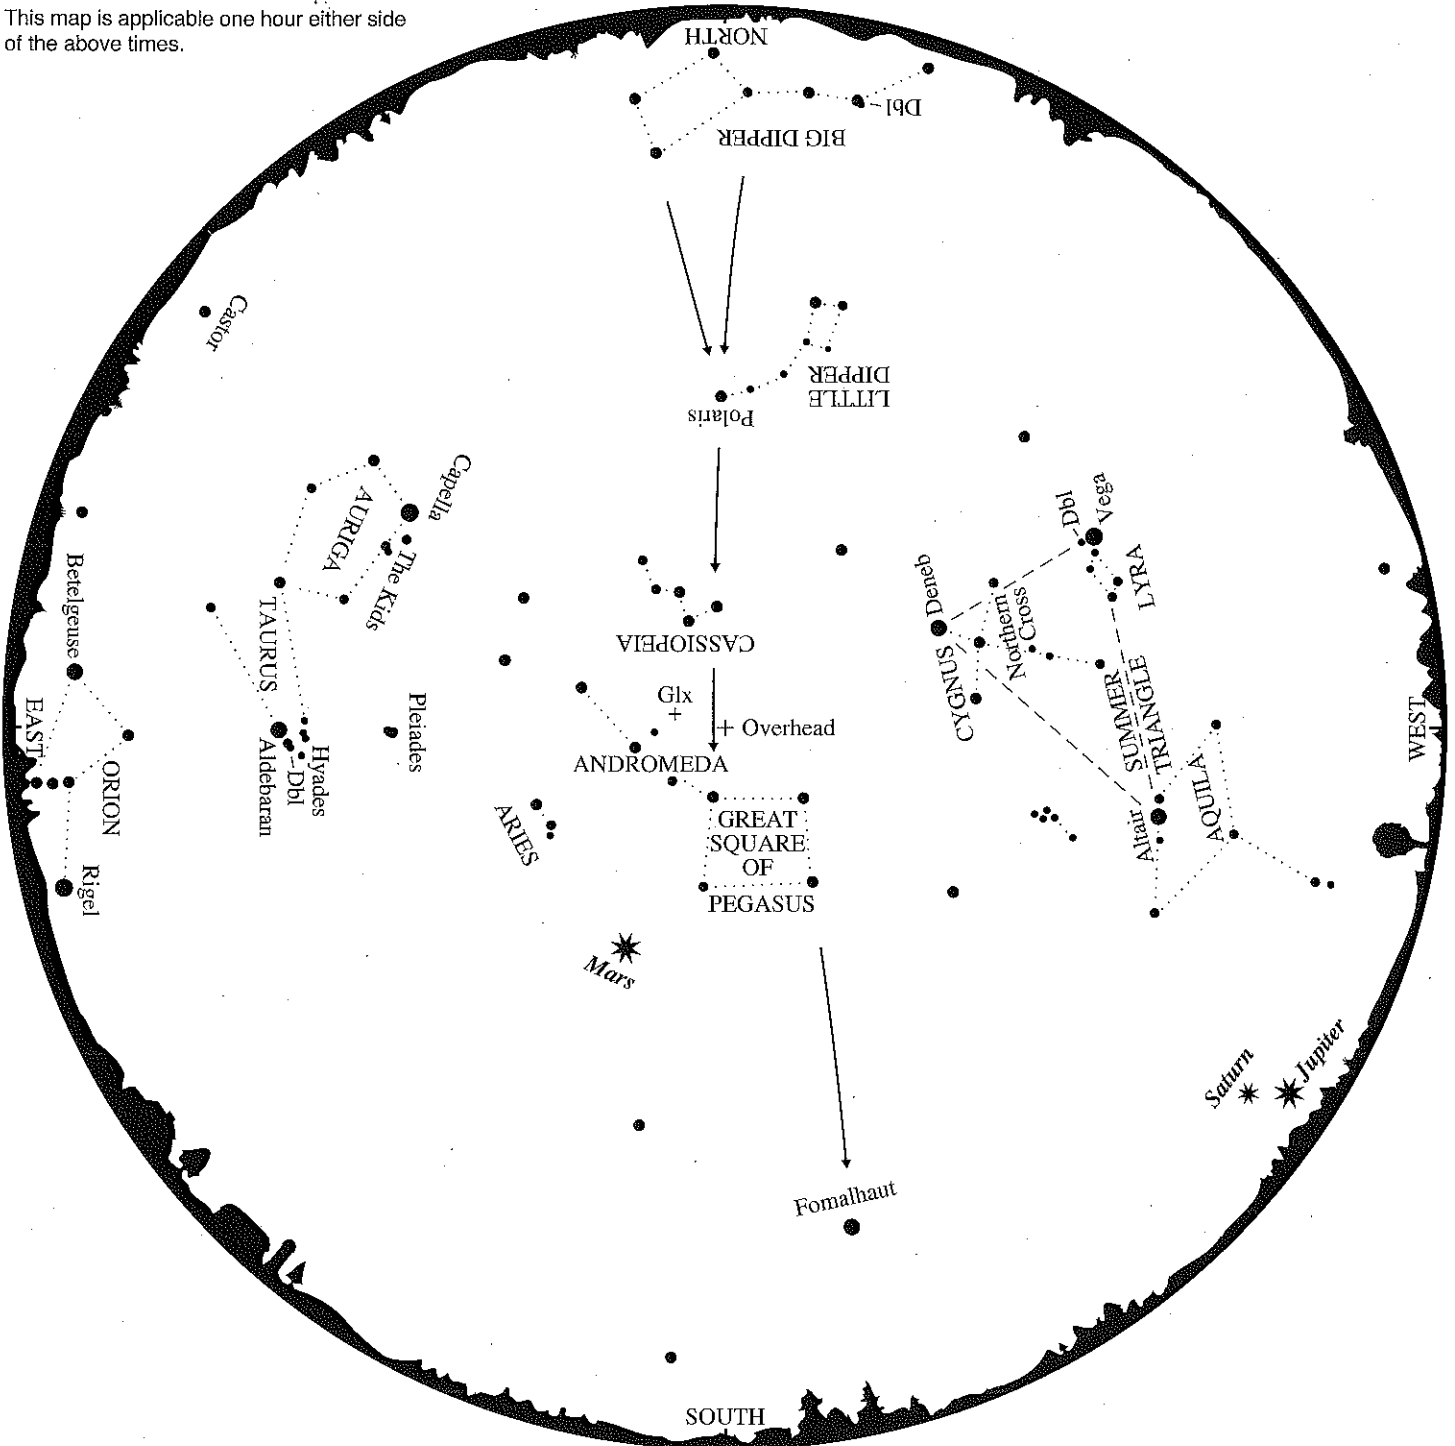 This map is applicable one hour either side
of the above times.
NORTH
Dbl
BIG DIPPER
Castor
LITTLE
DIPPER
Polaris
Capella
AURIGA
The Kids
Vega
Dbl
LYRA
Deneb
Northern
Cross
CYGNUS
SUMMER
TRIANGLE
Betelgeuse
TAURUS
CASSIOPEIA
Glx
Overhead
Pleiades
ANDROMEDA
EAST
WEST
ORION
Hyades
Dbl
Aldebaran
ARIES
GREAT
SQUARE
OF
PEGASUS
Altair
AQUILA
Rigel
Mars
Saturn
Jupiter
Fomalhaut
SOUTH